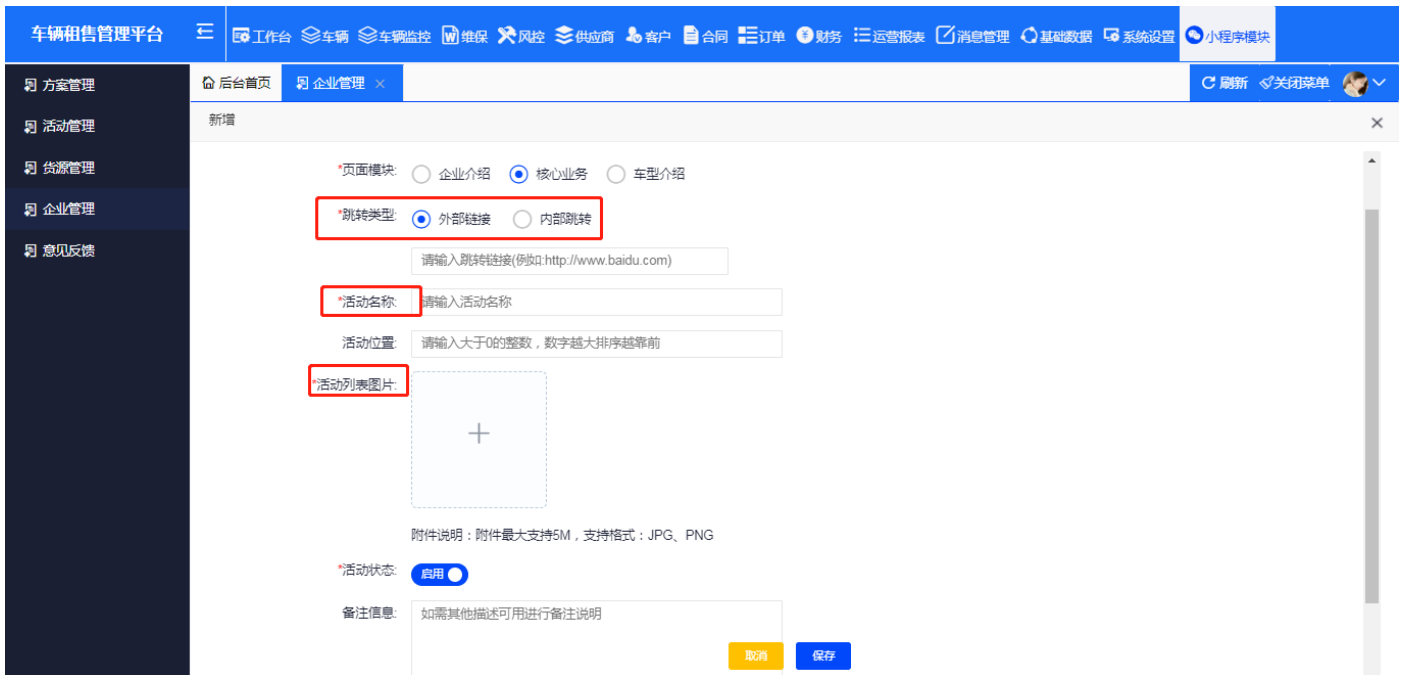 车辆租售管理平台 工作台 车辆 车辆监控 维保 风控 供应商 客户 合同 订单 财务 运营报表 消息管理 基础数据 系统设置 小程序模块
方案管理
活动管理
货源管理
企业管理
意见反馈
后台首页 企业管理 × 刷新 关闭菜单
新增
*页面模块: 企业介绍 核心业务 车型介绍
*跳转类型: 外部链接 内部跳转
请输入跳转链接(例如:http://www.baidu.com)
*活动名称: 请输入活动名称
活动位置: 请输入大于0的整数，数字越大排序越靠前
*活动列表图片:
附件说明：附件最大支持5M，支持格式：JPG、PNG
*活动状态: 启用
备注信息: 如需其他描述可用进行备注说明
取消 保存